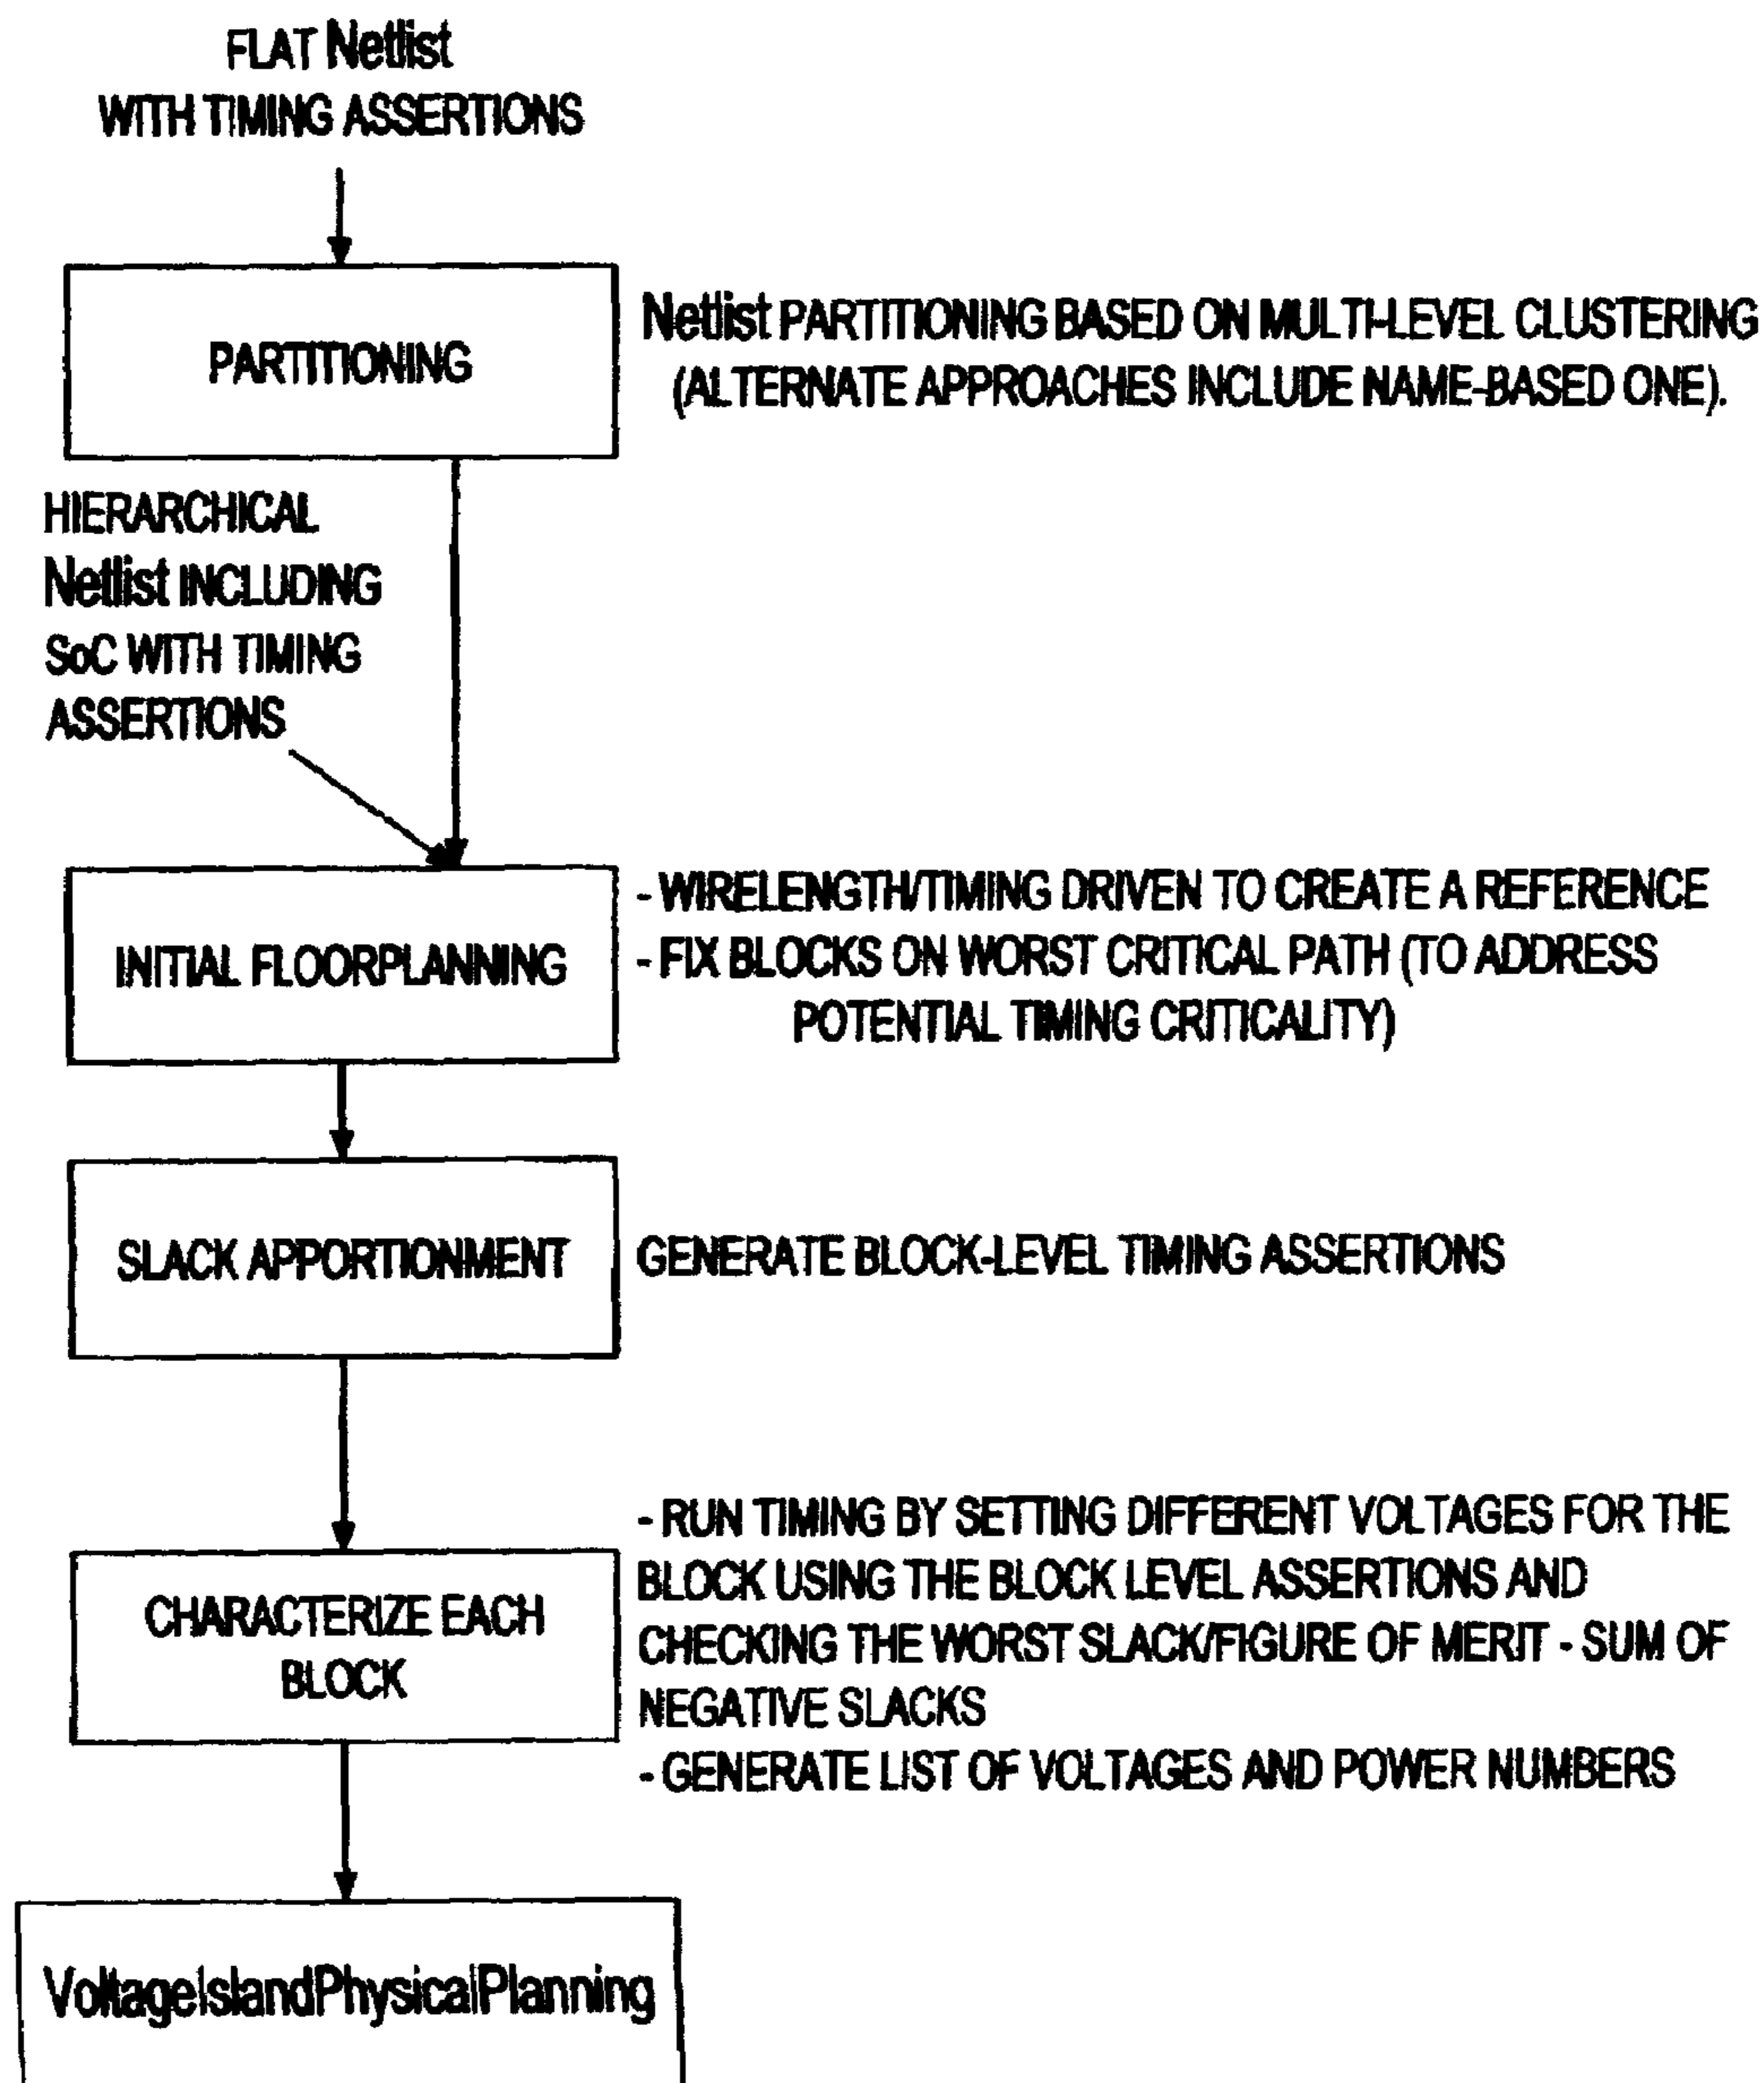 FLAT Netlist
WITH TIMING ASSERTIONS
PARTITIONING
Netlist PARTITIONING BASED ON MULTI-LEVEL CLUSTERING
(ALTERNATE APPROACHES INCLUDE NAME-BASED ONE).
HIERARCHICAL
Netlist INCLUDING
SoC WITH TIMING
ASSERTIONS
INITIAL FLOORPLANNING
- WIRELENGTH/TIMING DRIVEN TO CREATE A REFERENCE
- FIX BLOCKS ON WORST CRITICAL PATH (TO ADDRESS
POTENTIAL TIMING CRITICALITY)
SLACK APPORTIONMENT
GENERATE BLOCK-LEVEL TIMING ASSERTIONS
CHARACTERIZE EACH
BLOCK
- RUN TIMING BY SETTING DIFFERENT VOLTAGES FOR THE
BLOCK USING THE BLOCK LEVEL ASSERTIONS AND
CHECKING THE WORST SLACK/FIGURE OF MERIT - SUM OF
NEGATIVE SLACKS
- GENERATE LIST OF VOLTAGES AND POWER NUMBERS
VoltageIslandPhysicalPlanning